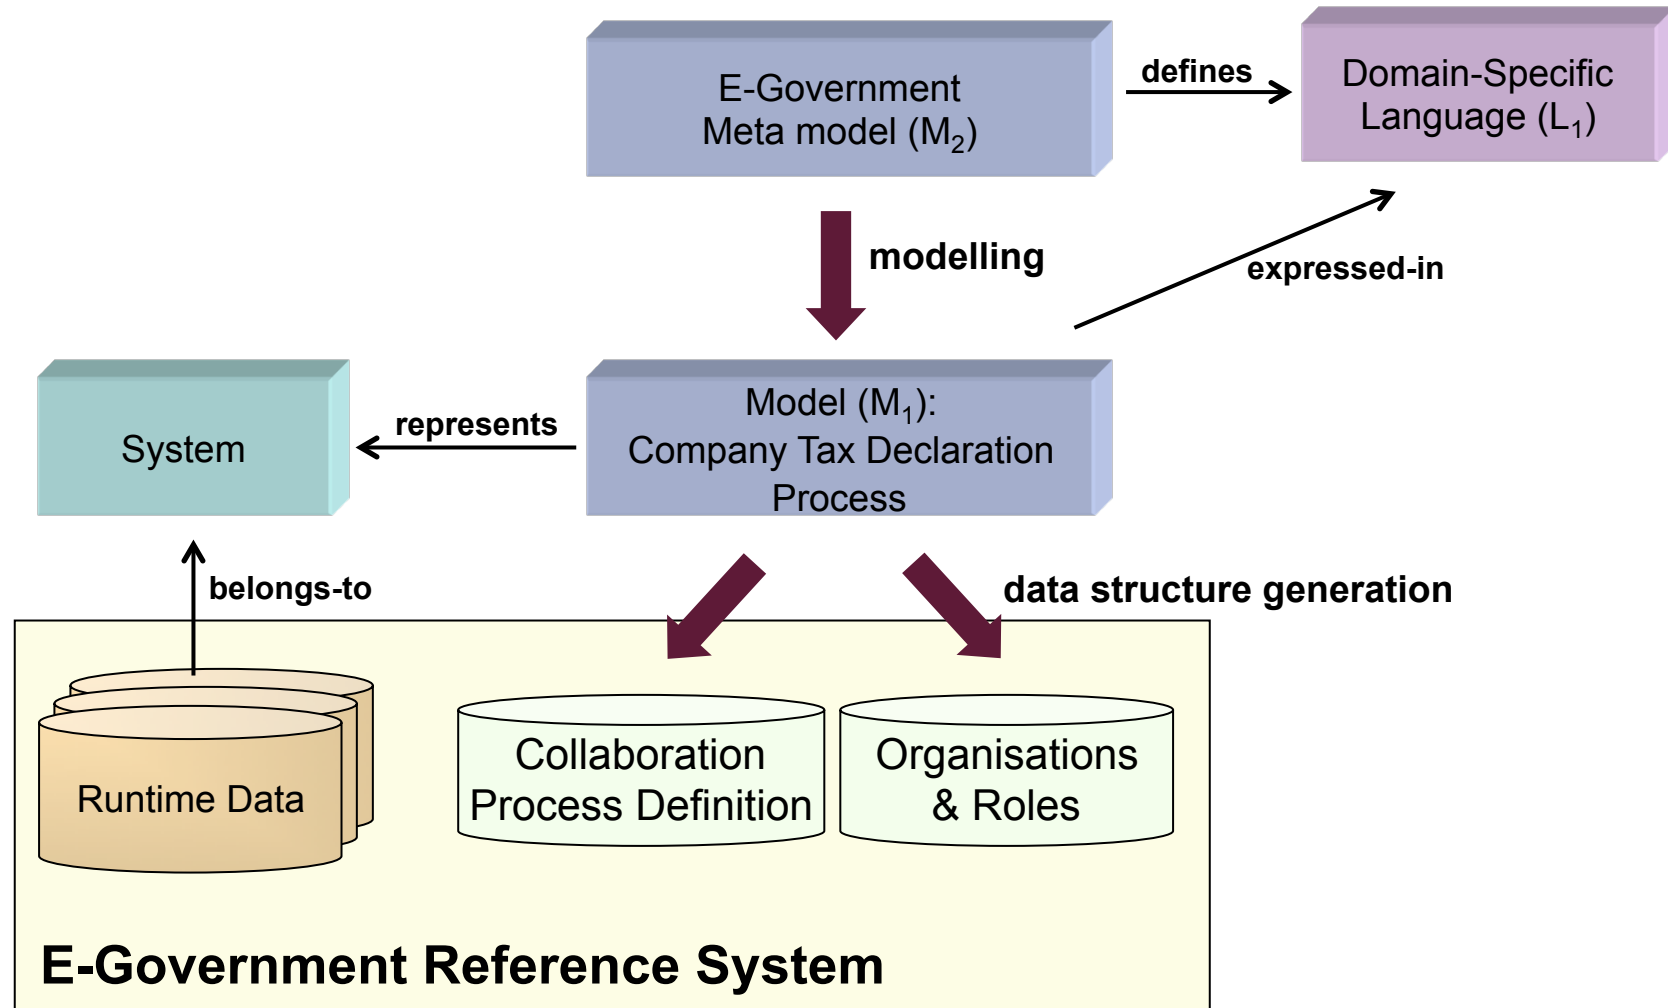 E-Government
Meta model (M₂)
defines
Domain-Specific
Language (L₁)
modelling
expressed-in
System
represents
Model (M₁):
Company Tax Declaration
Process
belongs-to
data structure generation
Runtime Data
Collaboration
Process Definition
Organisations
& Roles
E-Government Reference System